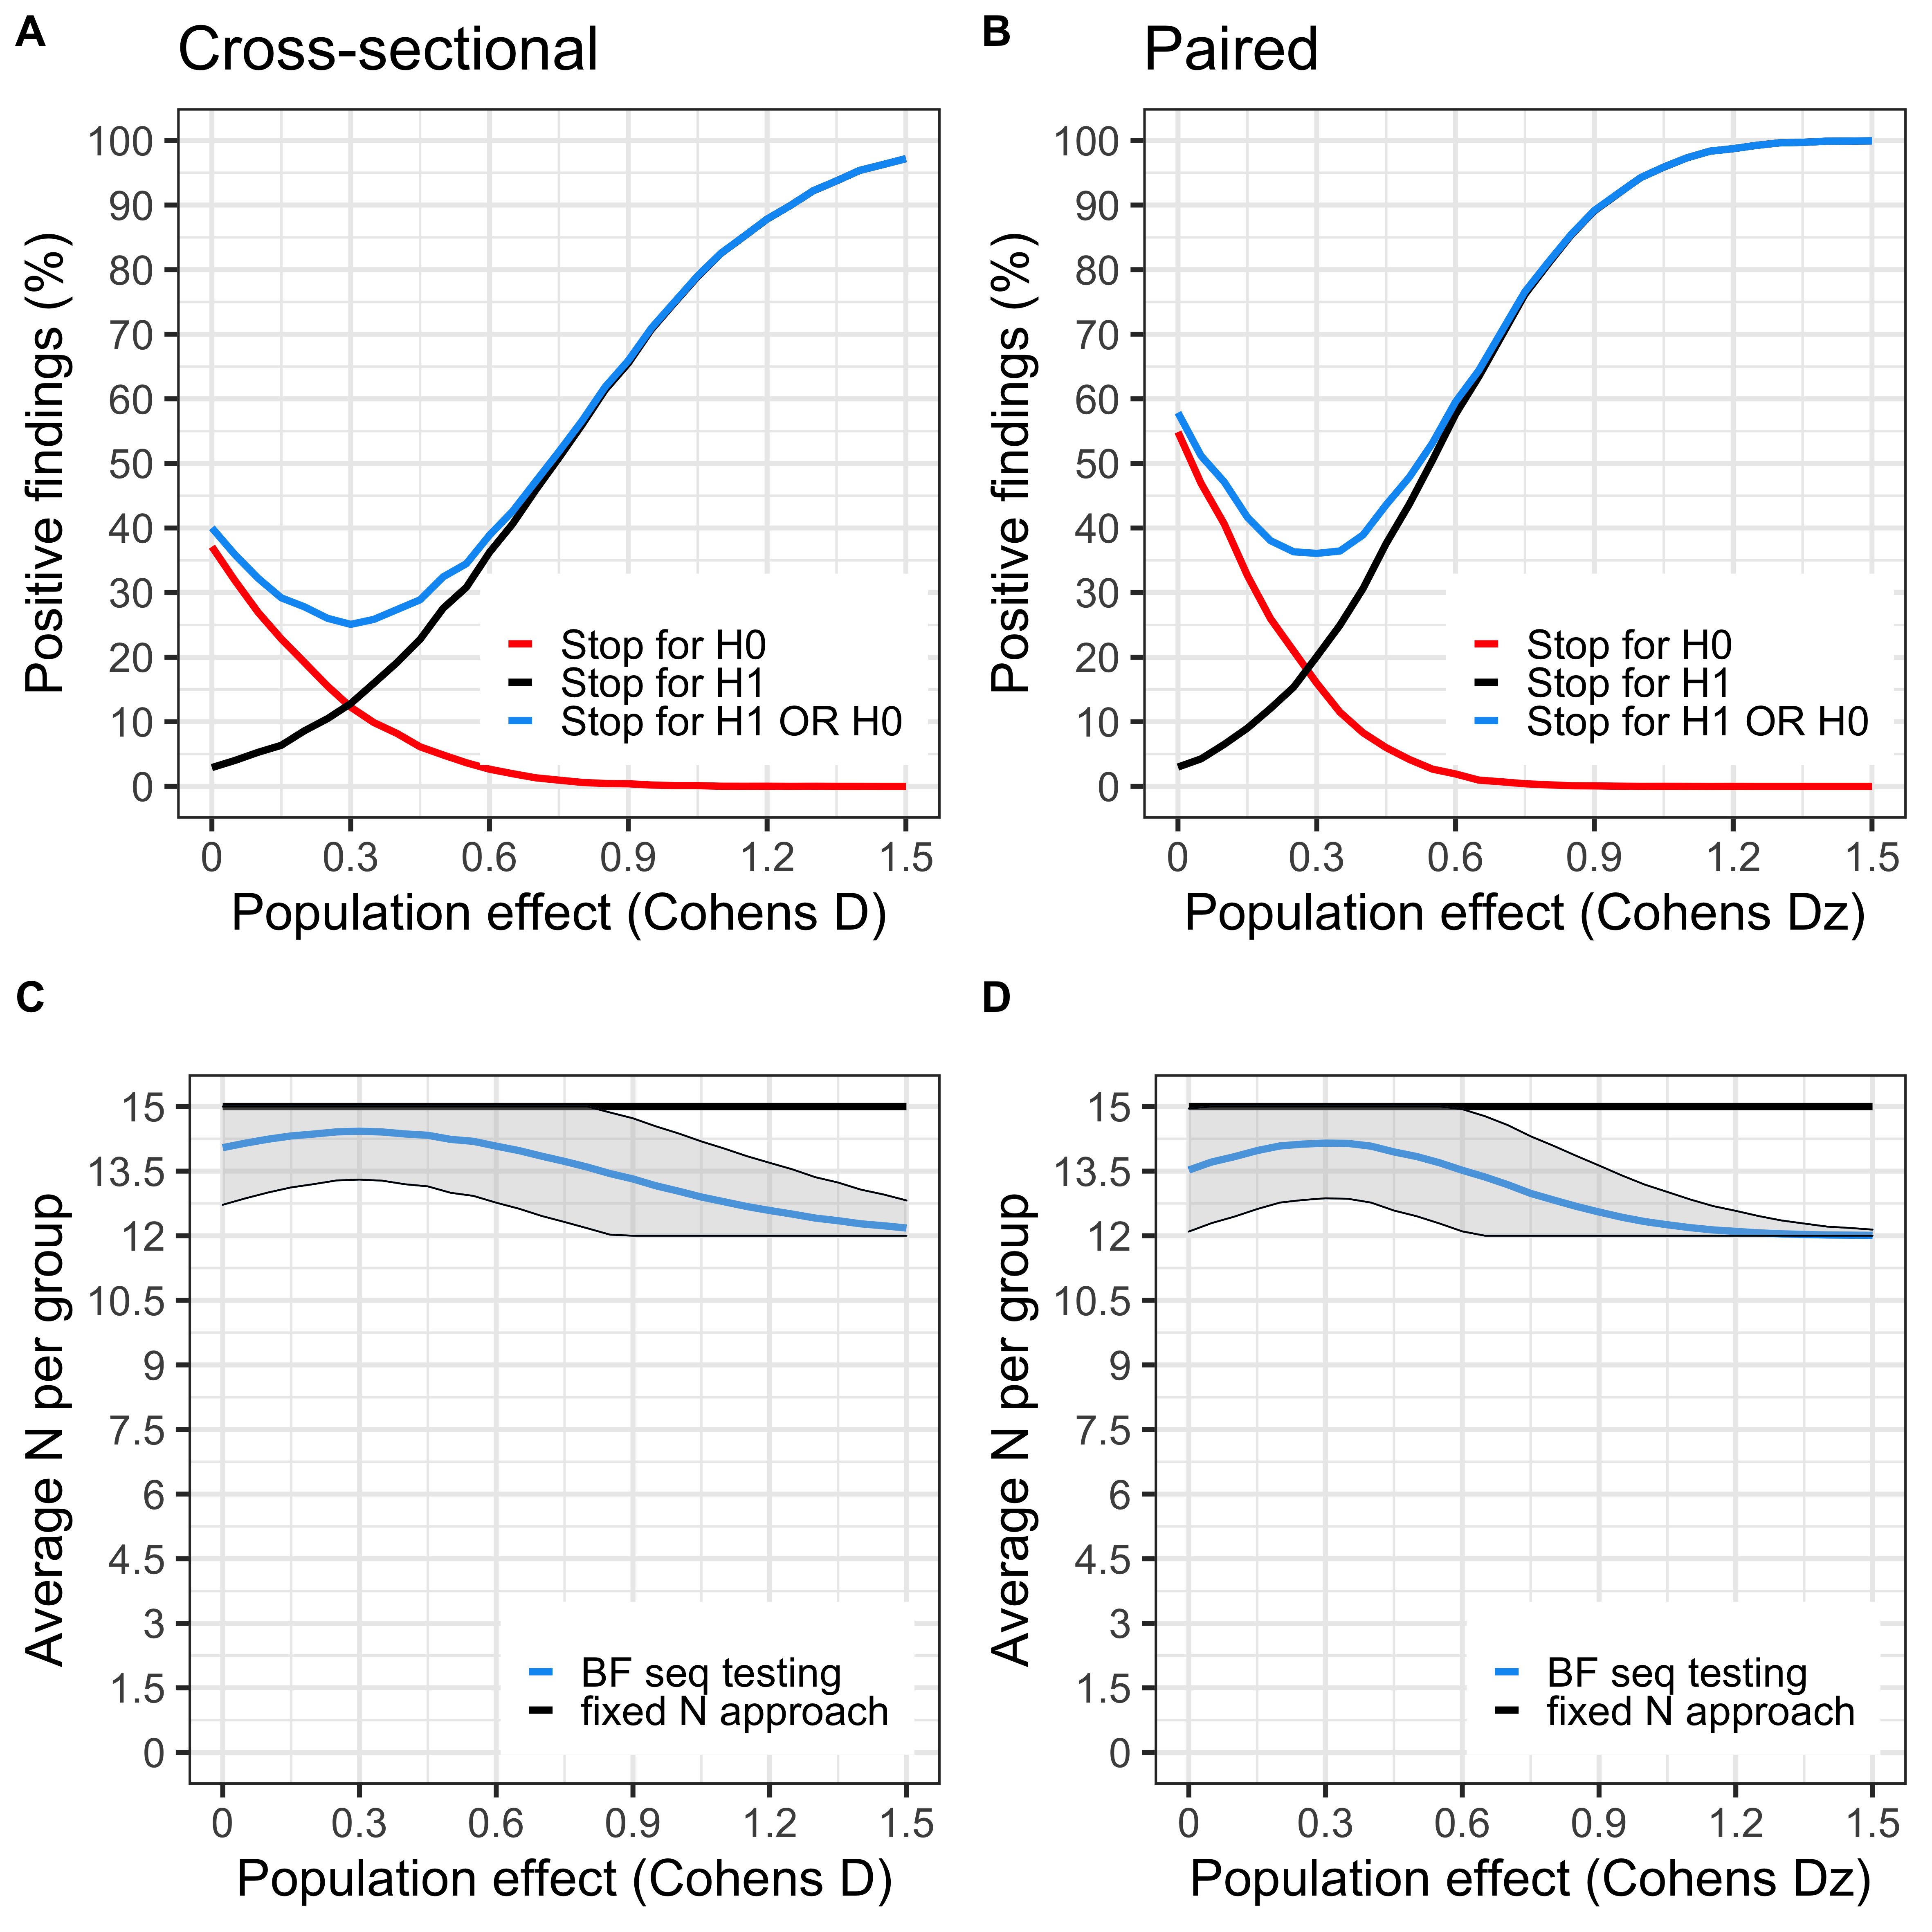 A
Cross-sectional
Positive findings (%)
100
90
80
70
60
50
40
30
20
10
0
Stop for H0
Stop for H1
Stop for H1 OR H0
0 0.3 0.6 0.9 1.2 1.5
Population effect (Cohens D)
B
Paired
Positive findings (%)
100
90
80
70
60
50
40
30
20
10
0
Stop for H0
Stop for H1
Stop for H1 OR H0
0 0.3 0.6 0.9 1.2 1.5
Population effect (Cohens Dz)
C
Average N per group
15
13.5
12
10.5
9
7.5
6
4.5
3
1.5
0
BF seq testing
fixed N approach
0 0.3 0.6 0.9 1.2 1.5
Population effect (Cohens D)
D
Average N per group
15
13.5
12
10.5
9
7.5
6
4.5
3
1.5
0
BF seq testing
fixed N approach
0 0.3 0.6 0.9 1.2 1.5
Population effect (Cohens Dz)